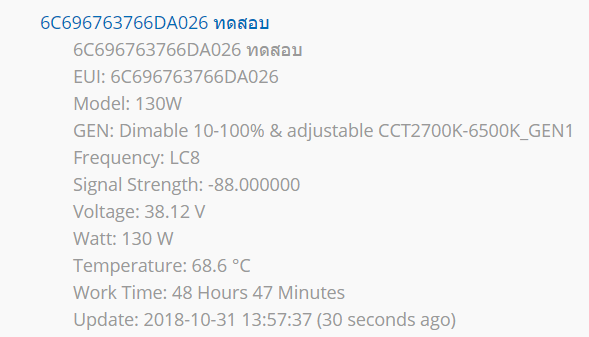 6C696763766DA026 ทดสอบ
6C696763766DA026 ทดสอบ
EUI: 6C696763766DA026
Model: 130W
GEN: Dimable 10-100% & adjustable CCT2700K-6500K_GEN1
Frequency: LC8
Signal Strength: -88.000000
Voltage: 38.12 V
Watt: 130 W
Temperature: 68.6 °C
Work Time: 48 Hours 47 Minutes
Update: 2018-10-31 13:57:37 (30 seconds ago)